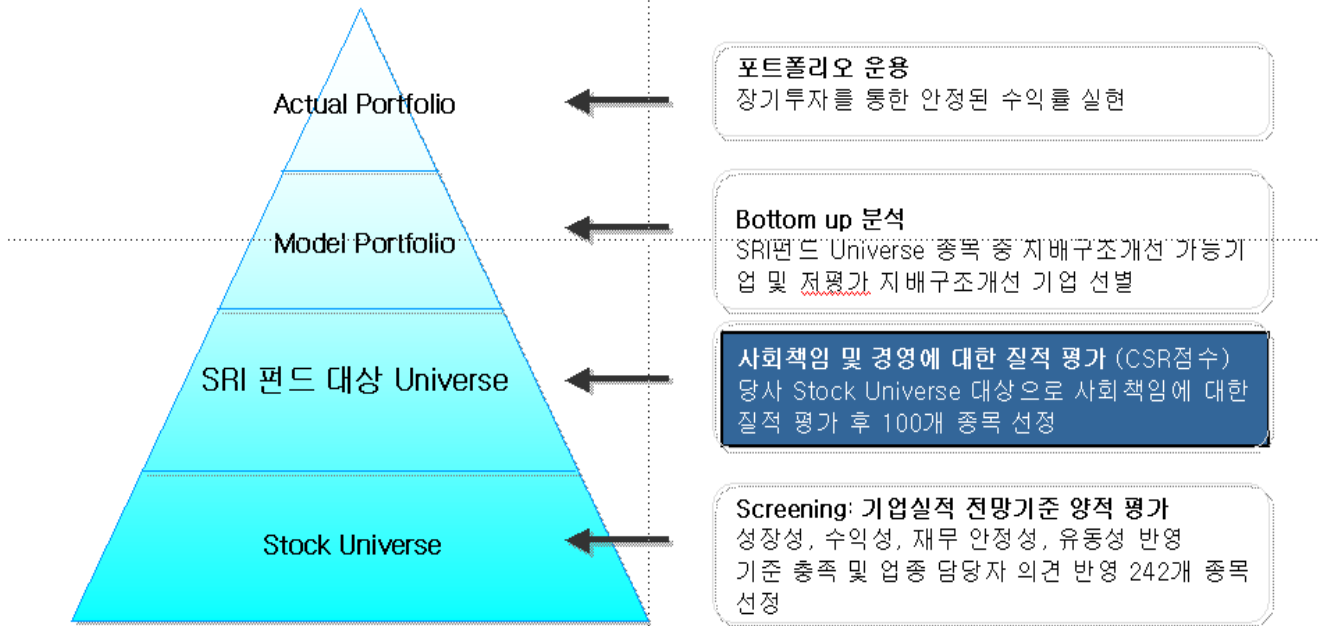 Actual Portfolio
포트폴리오 운용
장기투자를 통한 안정된 수익률 실현
Model Portfolio
Bottom up 분석
SRI펀드 Universe 종목 중 지배구조개선 가능기
업 및 저평가 지배구조개선 기업 선별
SRI 펀드 대상 Universe
사회책임 및 경영에 대한 질적 평가 (CSR점수)
당사 Stock Universe 대상으로 사회책임에 대한
질적 평가 후 100개 종목 선정
Stock Universe
Screening: 기업실적 전망기준 양적 평가
성장성, 수익성, 재무 안정성, 유동성 반영
기준 충족 및 업종 담당자 의견 반영 242개 종목
선정